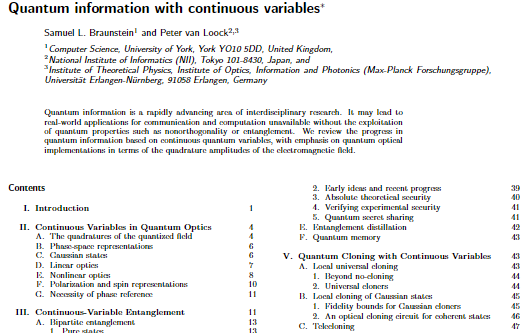 Quantum information with continuous variables*
Samuel L. Braunstein¹ and Peter van Loock²,³
¹Computer Science, University of York, York YO10 5DD, United Kingdom,
²National Institute of Informatics (NII), Tokyo 101-8430, Japan, and
³Institute of Theoretical Physics, Institute of Optics, Information and Photonics (Max-Planck Forschungsgruppe),
Universität Erlangen-Nürnberg, 91058 Erlangen, Germany
Quantum information is a rapidly advancing area of interdisciplinary research. It may lead to
real-world applications for communication and computation unavailable without the exploitation
of quantum properties such as nonorthogonality or entanglement. We review the progress in
quantum information based on continuous quantum variables, with emphasis on quantum optical
implementations in terms of the quadrature amplitudes of the electromagnetic field.
Contents
I. Introduction 1
II. Continuous Variables in Quantum Optics 4
A. The quadratures of the quantized field 4
B. Phase-space representations 6
C. Gaussian states 6
D. Linear optics 7
E. Nonlinear optics 8
F. Polarization and spin representations 10
G. Necessity of phase reference 11
III. Continuous-Variable Entanglement 11
A. Bipartite entanglement 13
1. Pure states 13
2. Early ideas and recent progress 39
3. Absolute theoretical security 40
4. Verifying experimental security 41
5. Quantum secret sharing 41
E. Entanglement distillation 42
F. Quantum memory 43
V. Quantum Cloning with Continuous Variables 43
A. Local universal cloning 43
1. Beyond no-cloning 44
2. Universal cloners 44
B. Local cloning of Gaussian states 45
1. Fidelity bounds for Gaussian cloners 45
2. An optical cloning circuit for coherent states 46
C. Telecloning 47